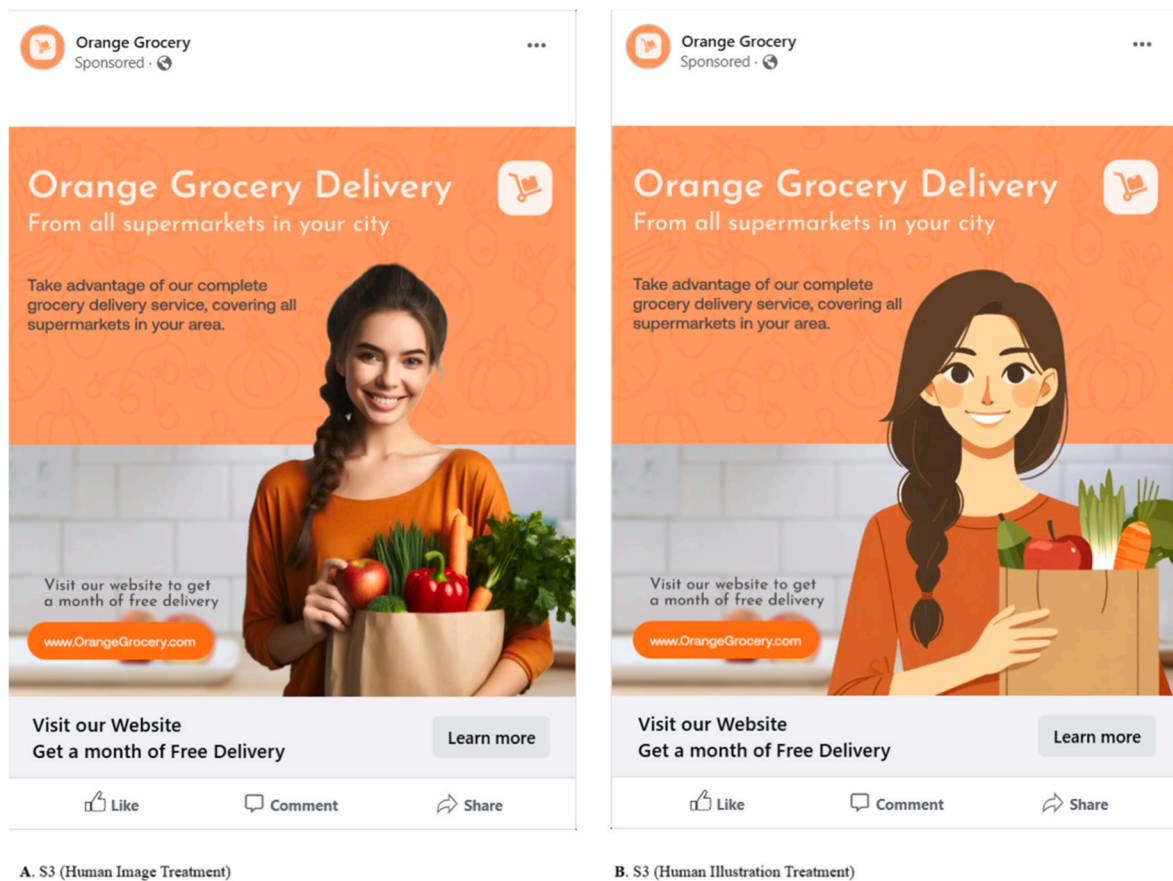 Orange Grocery
Sponsored ·
Orange Grocery Delivery
From all supermarkets in your city
Take advantage of our complete
grocery delivery service, covering all
supermarkets in your area.
Visit our website to get
a month of free delivery
www.OrangeGrocery.com
Visit our Website
Get a month of Free Delivery
Learn more
Like
Comment
Share
A. S3 (Human Image Treatment)
Orange Grocery
Sponsored ·
Orange Grocery Delivery
From all supermarkets in your city
Take advantage of our complete
grocery delivery service, covering all
supermarkets in your area.
Visit our website to get
a month of free delivery
www.OrangeGrocery.com
Visit our Website
Get a month of Free Delivery
Learn more
Like
Comment
Share
B. S3 (Human Illustration Treatment)